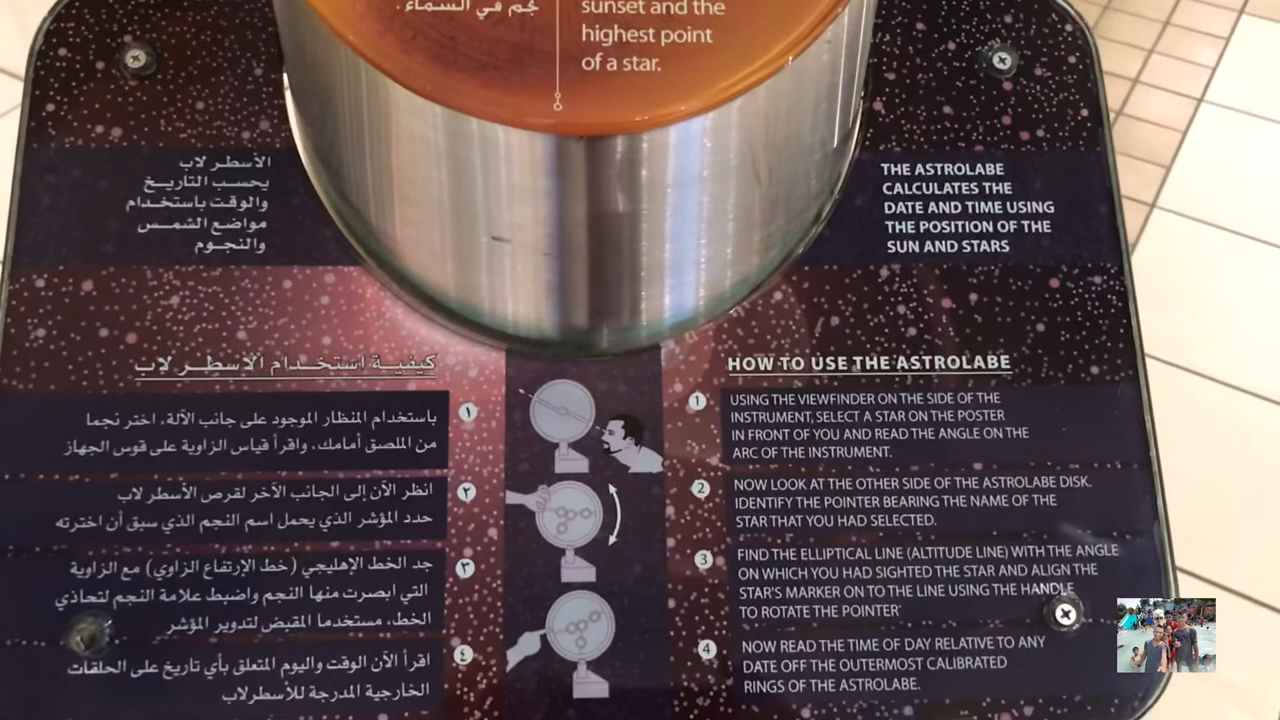 نجم في السماء.
sunset and the
highest point
of a star.
الأسطرلاب
يحسب التاريخ
والوقت باستخدام
مواضع الشمس
والنجوم
THE ASTROLABE
CALCULATES THE
DATE AND TIME USING
THE POSITION OF THE
SUN AND STARS
كيفية استخدام الاسطرلاب
١
باستخدام المنظار الموجود على جانب الآلة، اختر نجما
من الملصق أمامك، واقرأ قياس الزاوية على قوس الجهاز
٢
انظر الآن إلى الجانب الآخر لقرص الأسطرلاب
حدد المؤشر الذي يحمل اسم النجم الذي سبق أن اخترته
٣
جد الخط الإهليجي (خط الإرتفاع الزاوي) مع الزاوية
التي ابصرت منها النجم واضبط علامة النجم لتحاذي
الخط، مستخدما المقبض لتدوير المؤشر
٤
اقرأ الآن الوقت واليوم المتعلق بأي تاريخ على الحلقات
الخارجية المدرجة للأسطرلاب
HOW TO USE THE ASTROLABE
1
USING THE VIEWFINDER ON THE SIDE OF THE
INSTRUMENT, SELECT A STAR ON THE POSTER
IN FRONT OF YOU AND READ THE ANGLE ON THE
ARC OF THE INSTRUMENT.
2
NOW LOOK AT THE OTHER SIDE OF THE ASTROLABE DISK.
IDENTIFY THE POINTER BEARING THE NAME OF THE
STAR THAT YOU HAD SELECTED.
3
FIND THE ELLIPTICAL LINE (ALTITUDE LINE) WITH THE ANGLE
ON WHICH YOU HAD SIGHTED THE STAR AND ALIGN THE
STAR'S MARKER ON TO THE LINE USING THE HANDLE
TO ROTATE THE POINTER'
4
NOW READ THE TIME OF DAY RELATIVE TO ANY
DATE OFF THE OUTERMOST CALIBRATED
RINGS OF THE ASTROLABE.